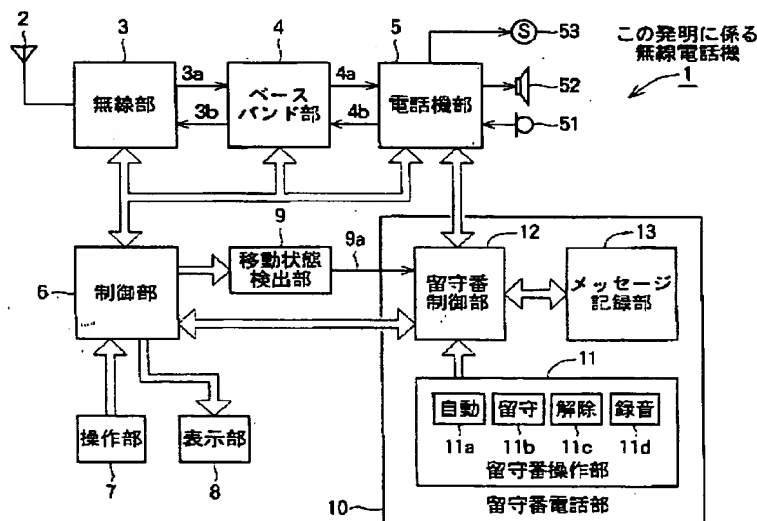 2
3
4
5
53
この発明に係る
無線電話機
1
3a
4a
無線部
ベース
バンド部
電話機部
52
3b
4b
51
9
12
13
9a
6
制御部
移動状態
検出部
留守番
制御部
メッセージ
記録部
11
自動
留守
解除
録音
操作部
表示部
11a
11b
11c
11d
留守番操作部
7
8
10
留守番電話部
S